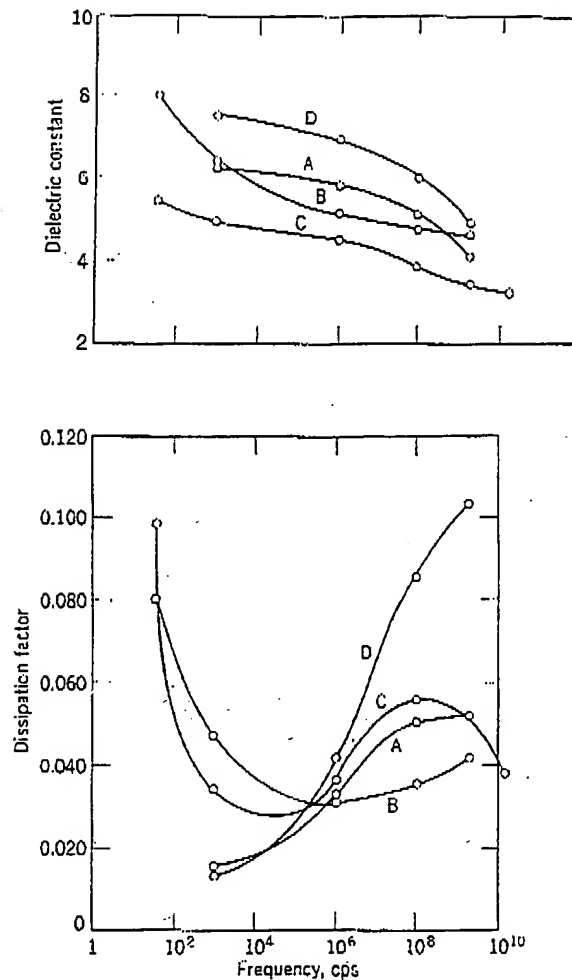 10
8
6
4
2
Dielectric constant
D
A
B
C
0.120
0.100
0.080
0.060
0.040
0.020
0
Dissipation factor
D
C
A
B
1 10² 10⁴ 10⁶ 10⁸ 10¹⁰
Frequency, cps